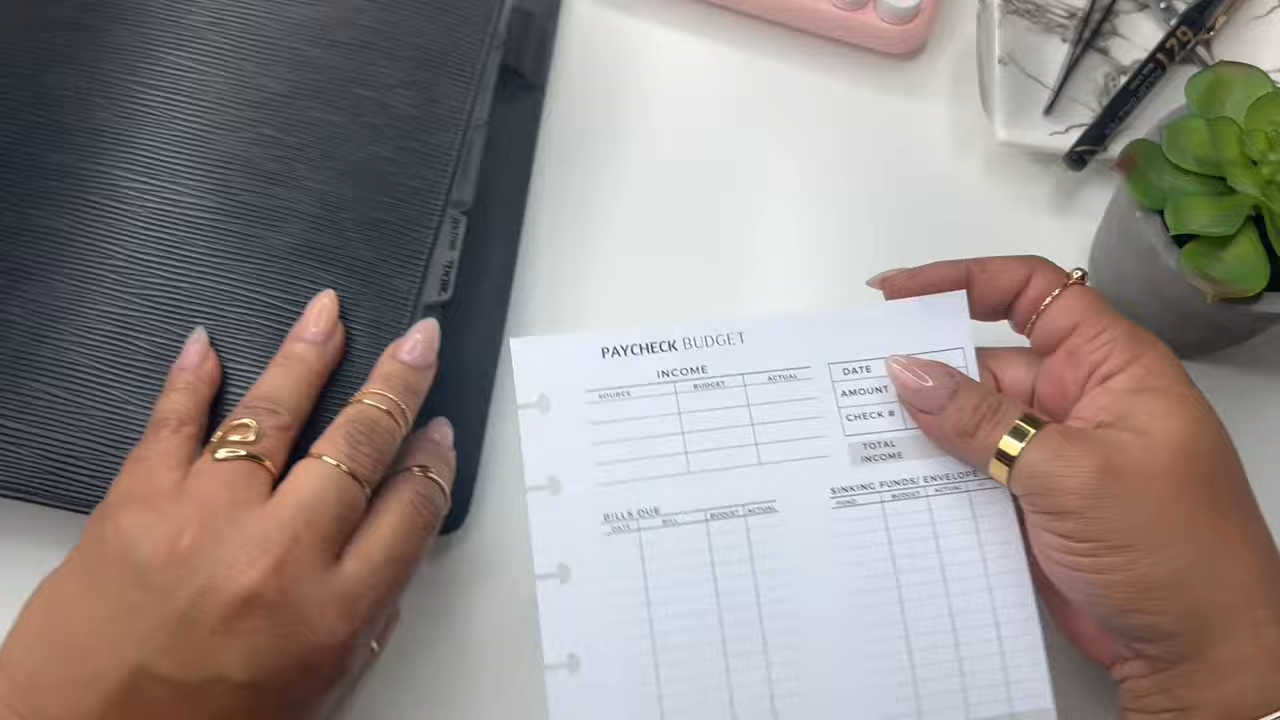 PAYCHECK BUDGET
INCOME
SOURCE BUDGET ACTUAL
DATE
AMOUNT
CHECK #
TOTAL
INCOME
BILLS DUE
DATE BILL BUDGET ACTUAL
SINKING FUNDS/ ENVELOPE
FUND BUDGET ACTUAL